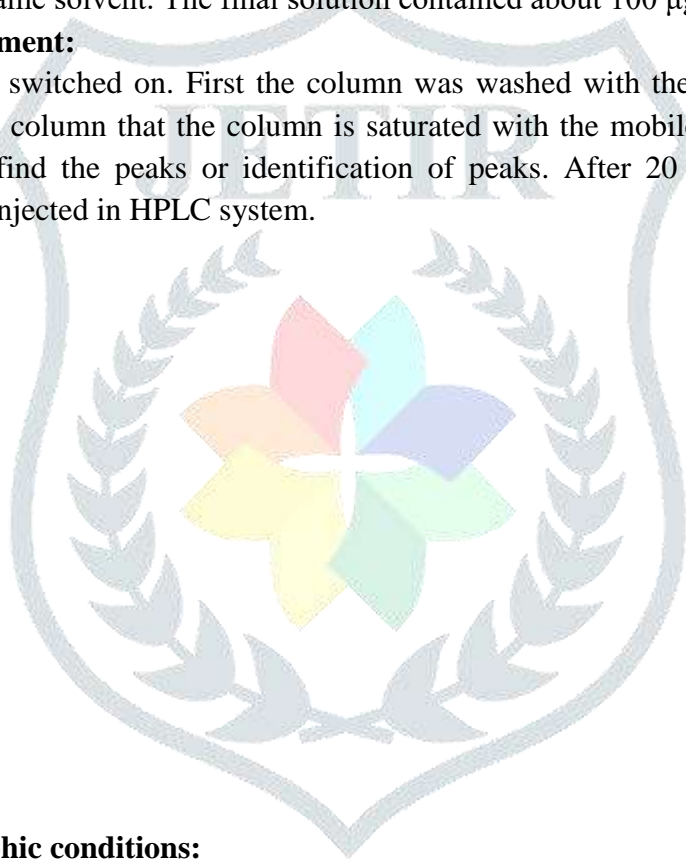 ame solvent. The final solution contained about 100 µg
ment:
switched on. First the column was washed with the
column that the column is saturated with the mobile
find the peaks or identification of peaks. After 20
njected in HPLC system.
JETIR
hic conditions: